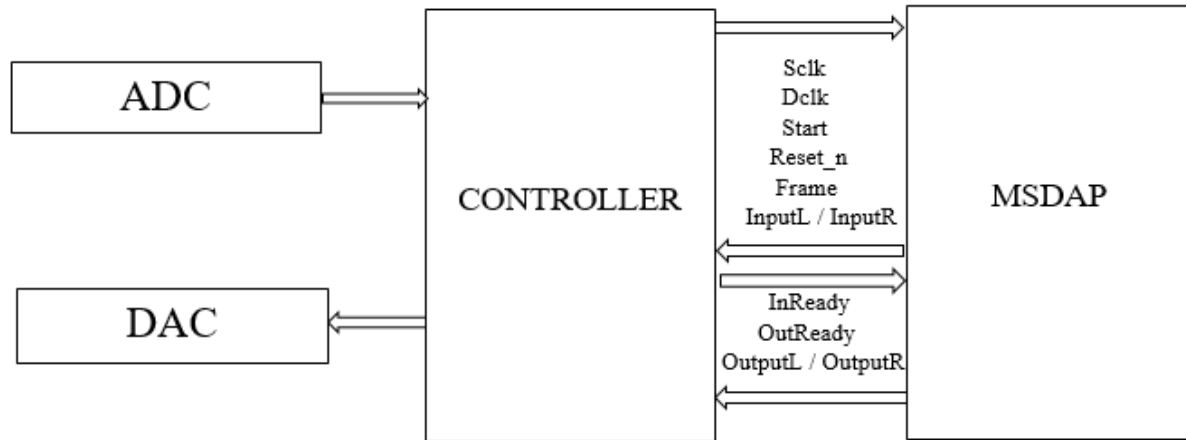 ADC
CONTROLLER
DAC
Sclk
Dclk
Start
Reset_n
Frame
InputL / InputR
InReady
OutReady
OutputL / OutputR
MSDAP